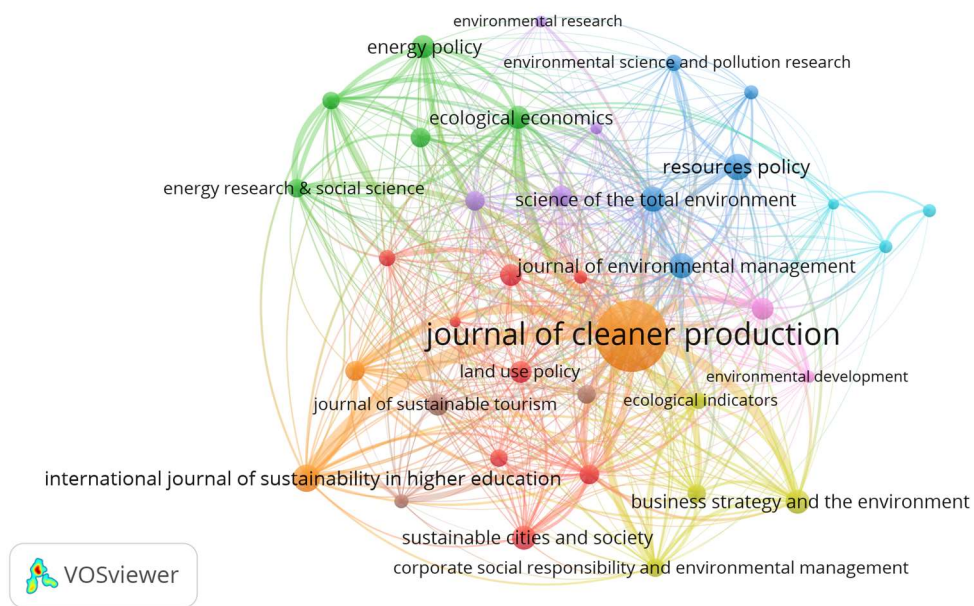 environmental research
energy policy
environmental science and pollution research
ecological economics
resources policy
energy research & social science
science of the total environment
journal of environmental management
journal of cleaner production
land use policy
environmental development
journal of sustainable tourism
ecological indicators
international journal of sustainability in higher education
business strategy and the environment
sustainable cities and society
corporate social responsibility and environmental management
VOSviewer